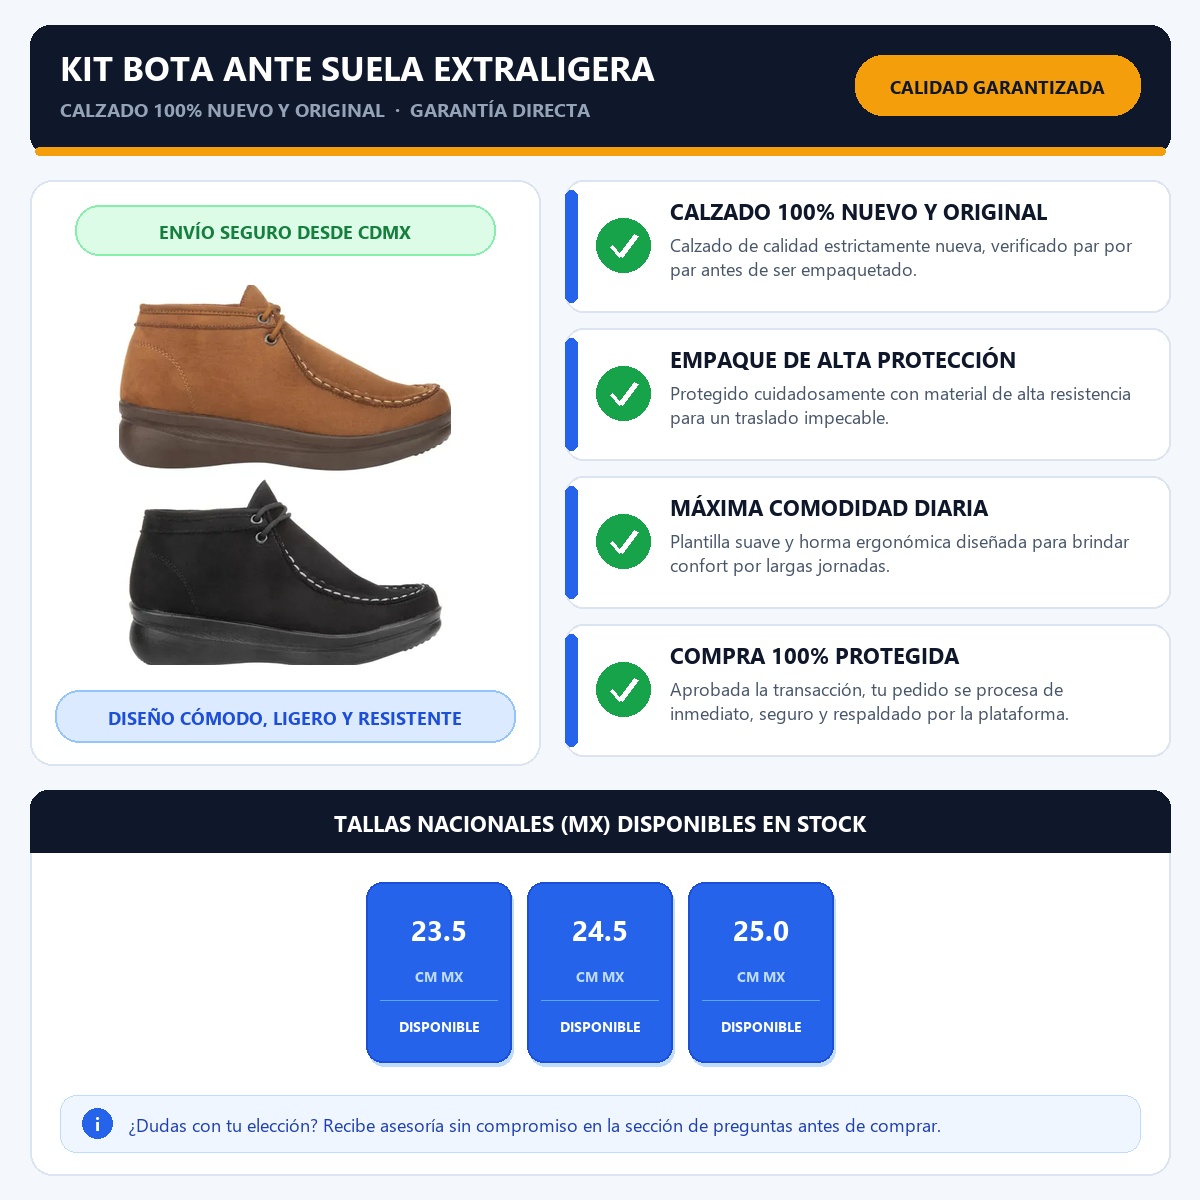 KIT BOTA ANTE SUELA EXTRALIGERA
CALZADO 100% NUEVO Y ORIGINAL · GARANTÍA DIRECTA
CALIDAD GARANTIZADA
ENVÍO SEGURO DESDE CDMX
DISEÑO CÓMODO, LIGERO Y RESISTENTE
CALZADO 100% NUEVO Y ORIGINAL
Calzado de calidad estrictamente nueva, verificado par por
par antes de ser empaquetado.
EMPAQUE DE ALTA PROTECCIÓN
Protegido cuidadosamente con material de alta resistencia
para un traslado impecable.
MÁXIMA COMODIDAD DIARIA
Plantilla suave y horma ergonómica diseñada para brindar
confort por largas jornadas.
COMPRA 100% PROTEGIDA
Aprobada la transacción, tu pedido se procesa de
inmediato, seguro y respaldado por la plataforma.
TALLAS NACIONALES (MX) DISPONIBLES EN STOCK
23.5
CM MX
DISPONIBLE
24.5
CM MX
DISPONIBLE
25.0
CM MX
DISPONIBLE
¿Dudas con tu elección? Recibe asesoría sin compromiso en la sección de preguntas antes de comprar.